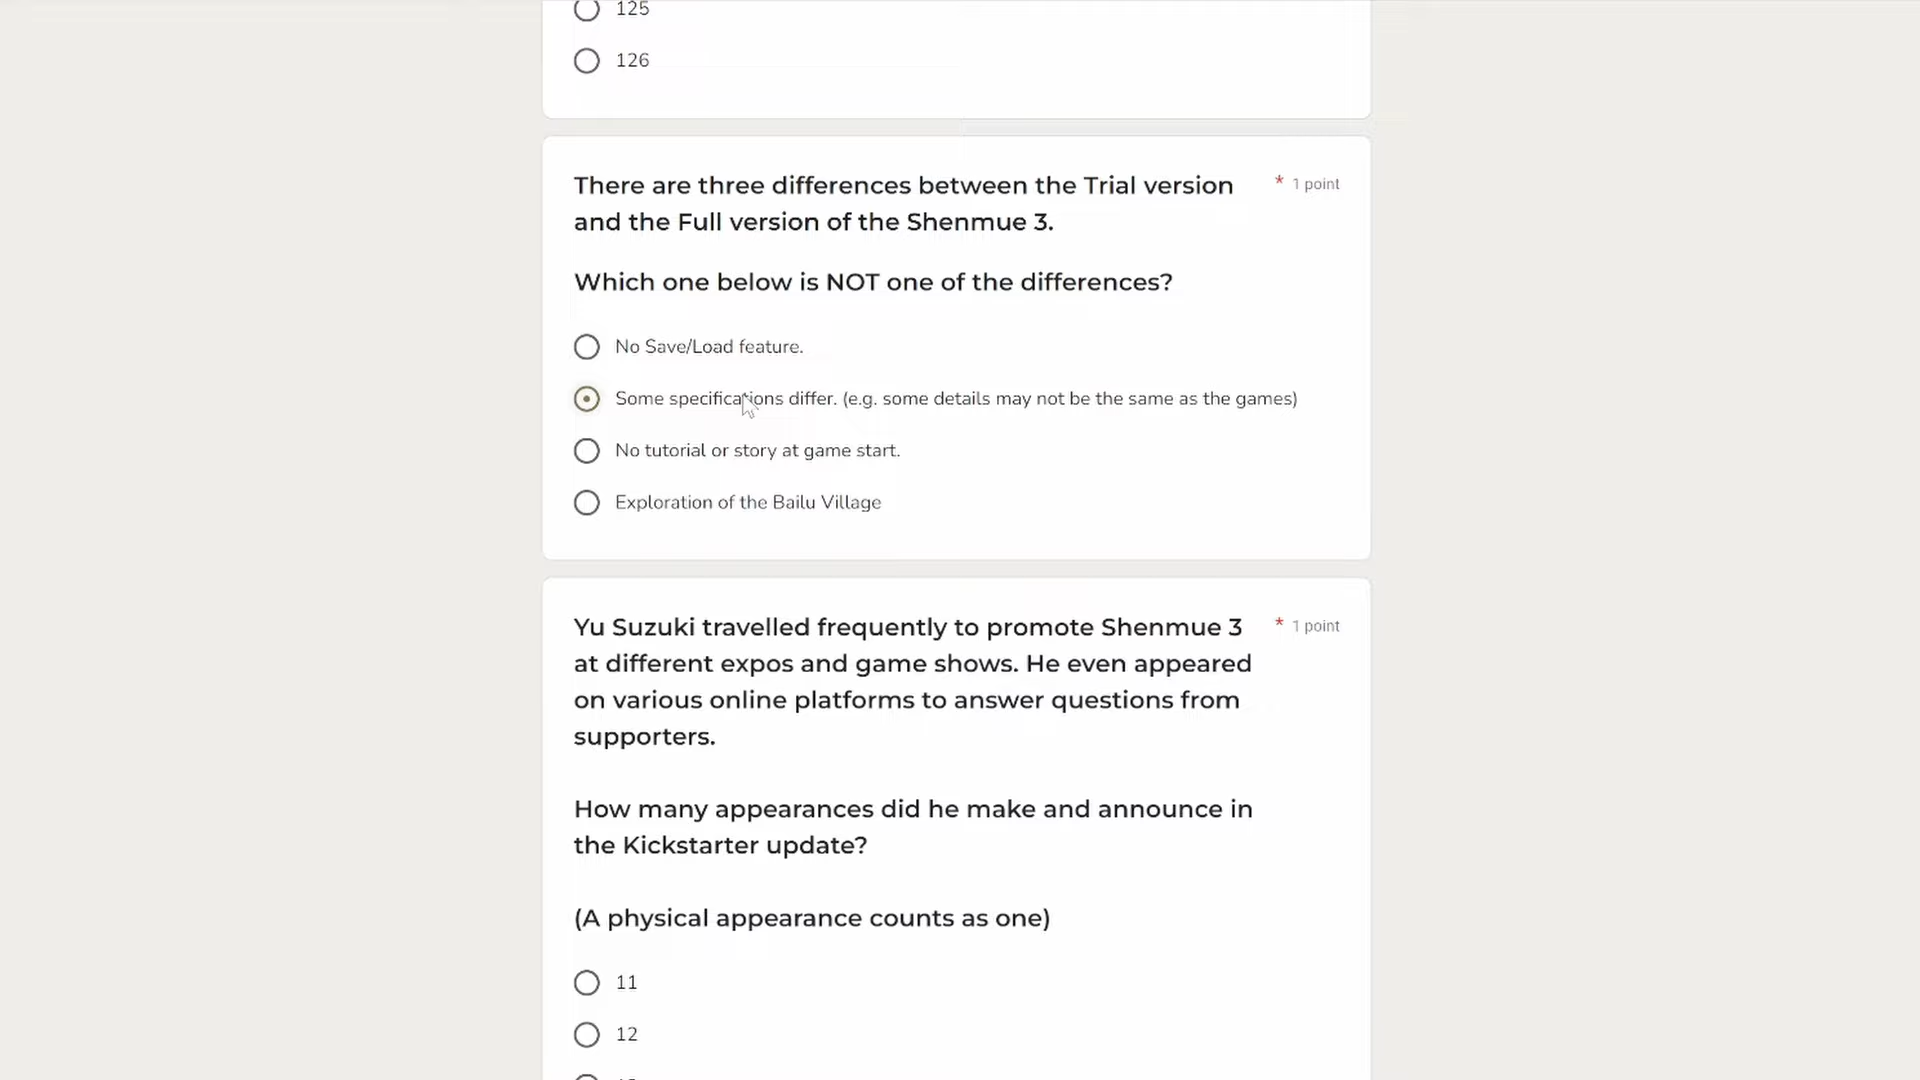 125
126
There are three differences between the Trial version
and the Full version of the Shenmue 3.
* 1 point
Which one below is NOT one of the differences?
No Save/Load feature.
Some specifications differ. (e.g. some details may not be the same as the games)
No tutorial or story at game start.
Exploration of the Bailu Village
Yu Suzuki travelled frequently to promote Shenmue 3
* 1 point
at different expos and game shows. He even appeared
on various online platforms to answer questions from
supporters.
How many appearances did he make and announce in
the Kickstarter update?
(A physical appearance counts as one)
11
12